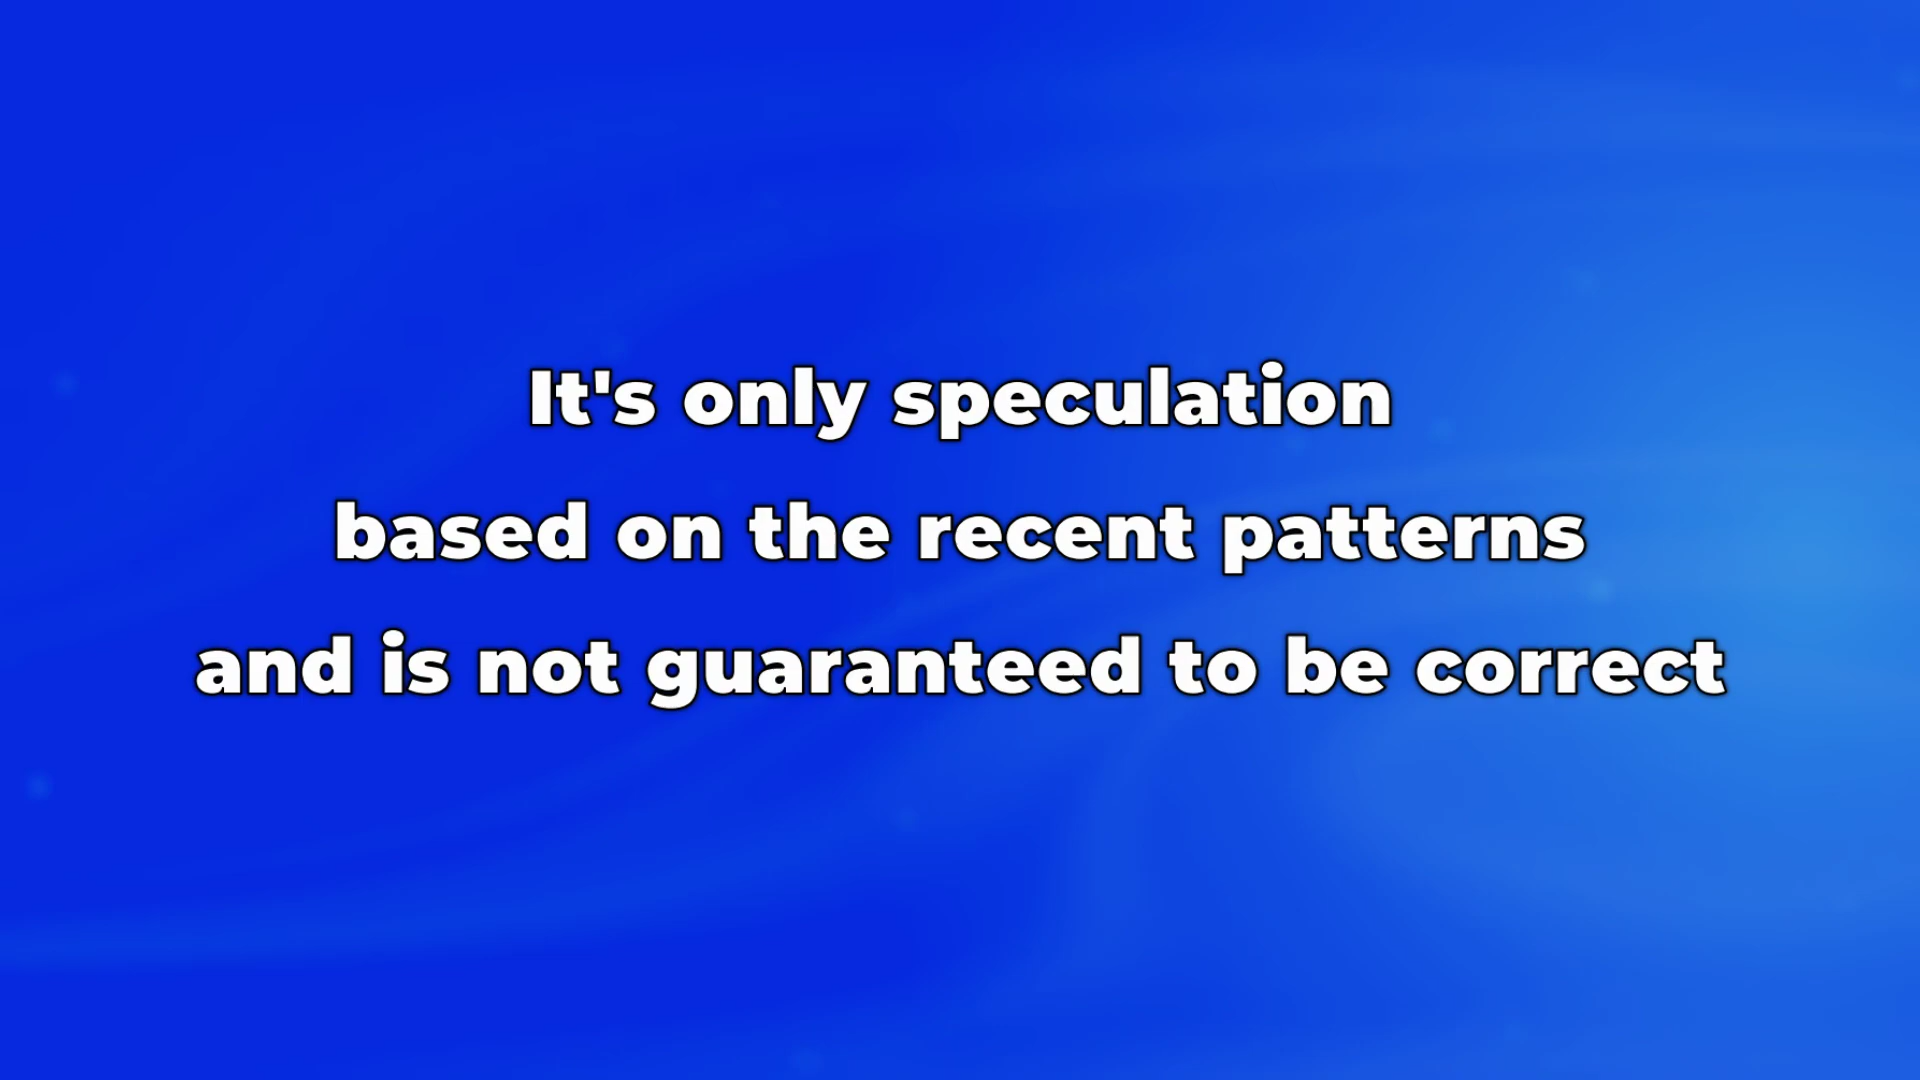 It's only speculation
based on the recent patterns
and is not guaranteed to be correct